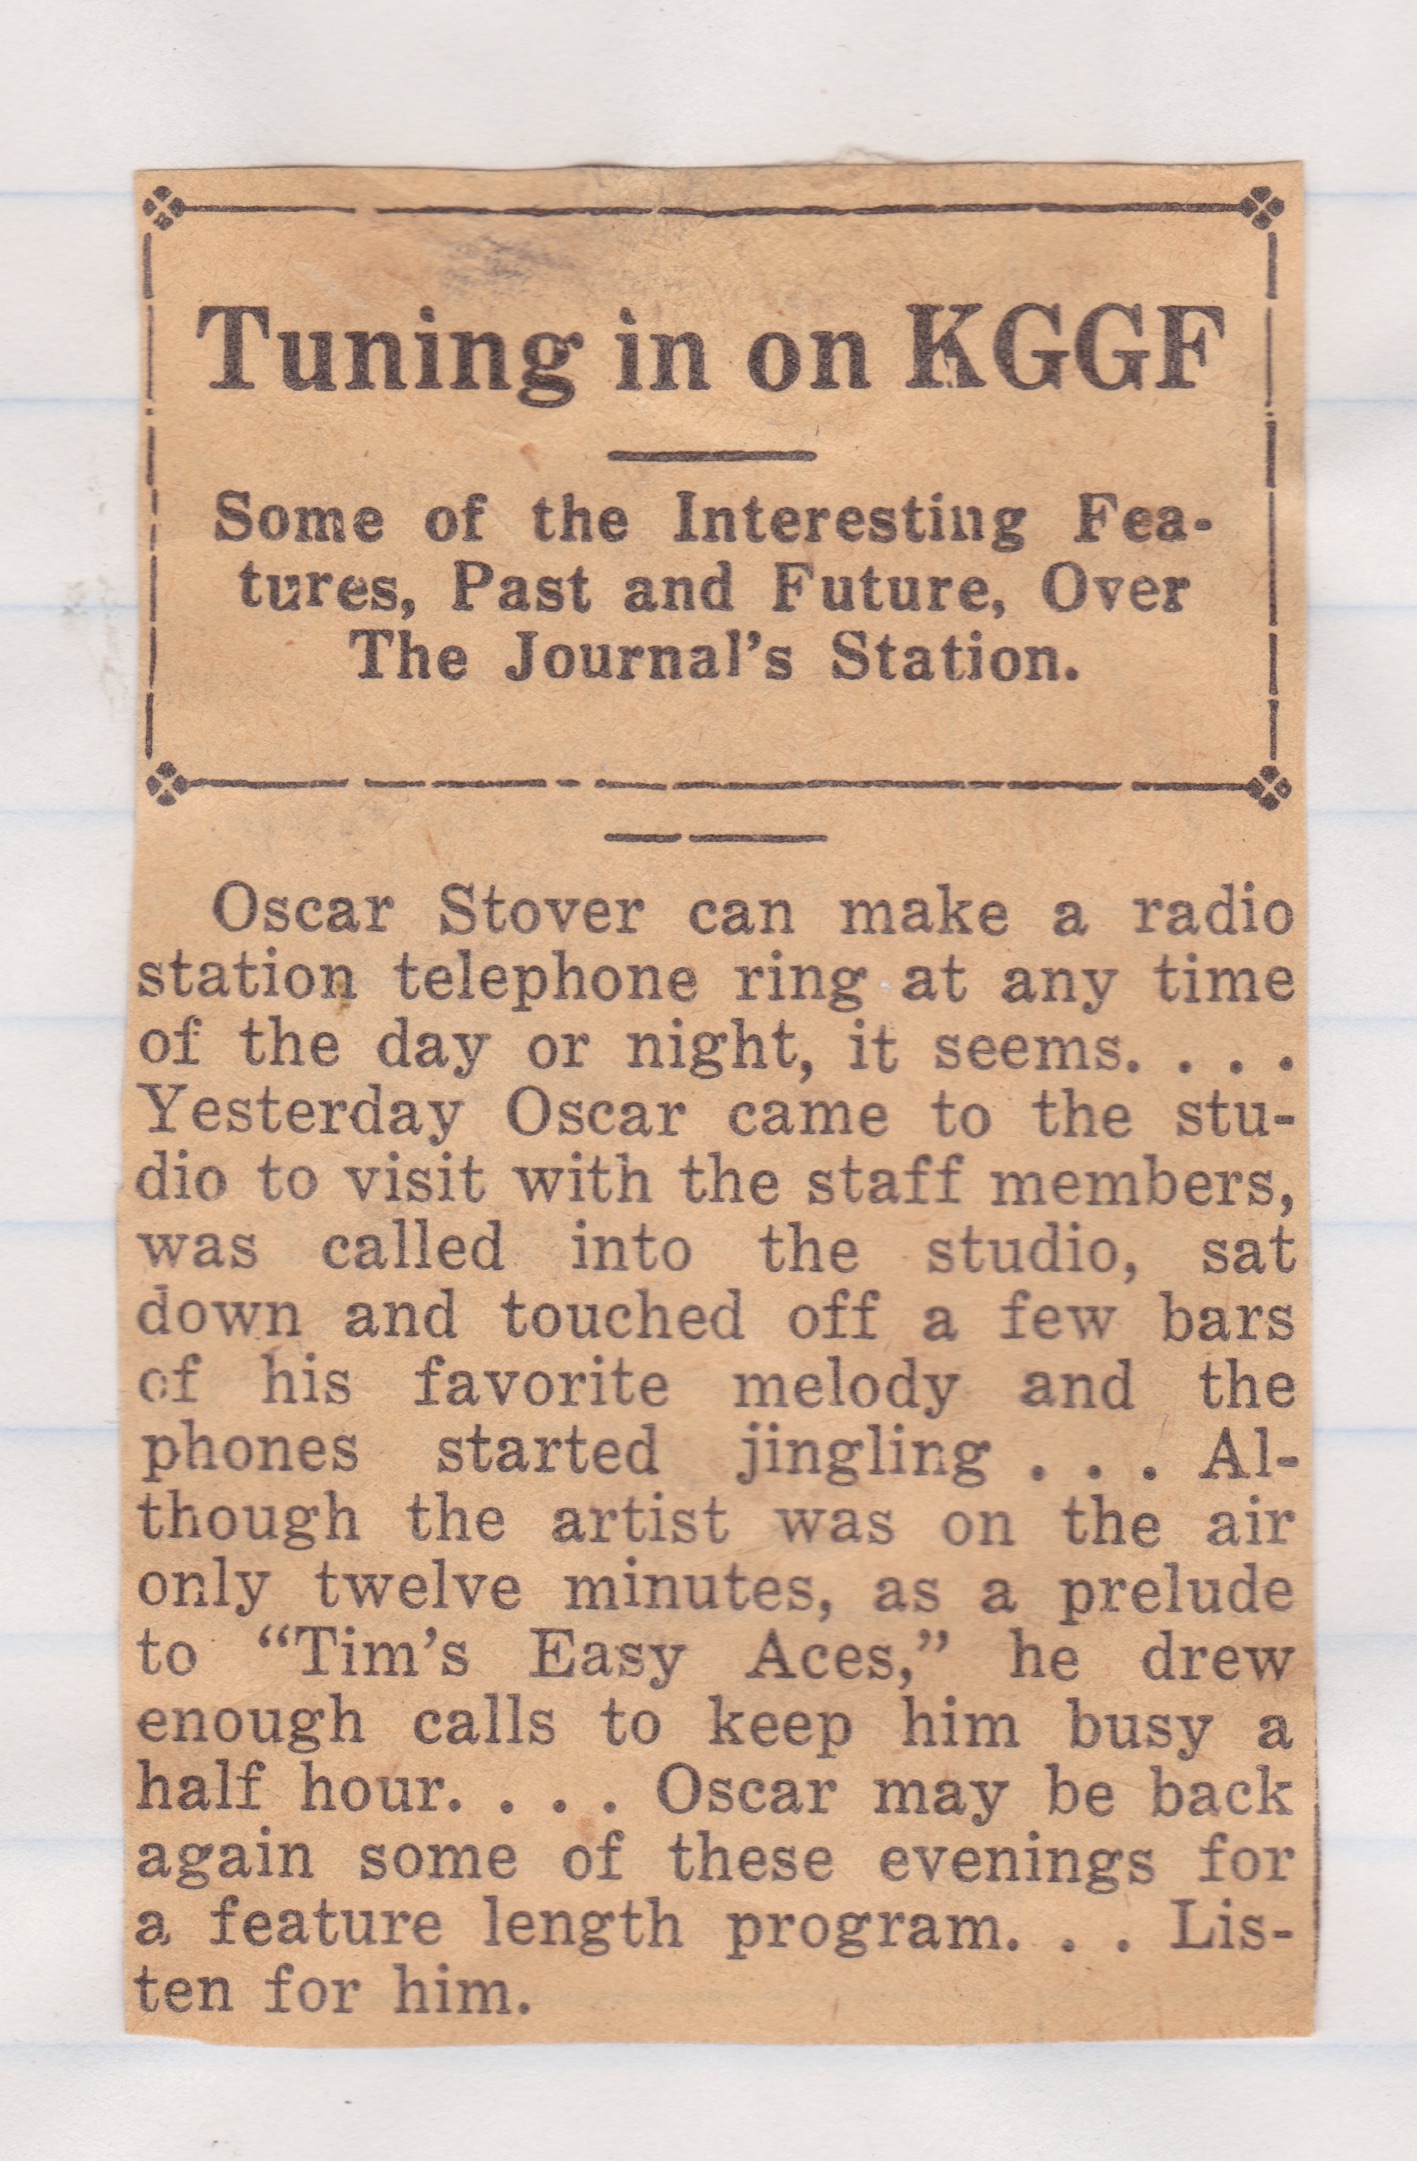 Tuning in on KGGF
Some of the Interesting Fea-
tures, Past and Future, Over
The Journal's Station.
Oscar Stover can make a radio
station telephone ring at any time
of the day or night, it seems. . . .
Yesterday Oscar came to the stu-
dio to visit with the staff members,
was called into the studio, sat
down and touched off a few bars
of his favorite melody and the
phones started jingling . . . Al-
though the artist was on the air
only twelve minutes, as a prelude
to “Tim's Easy Aces,” he drew
enough calls to keep him busy a
half hour. . . . Oscar may be back
again some of these evenings for
a feature length program. . . Lis-
ten for him.